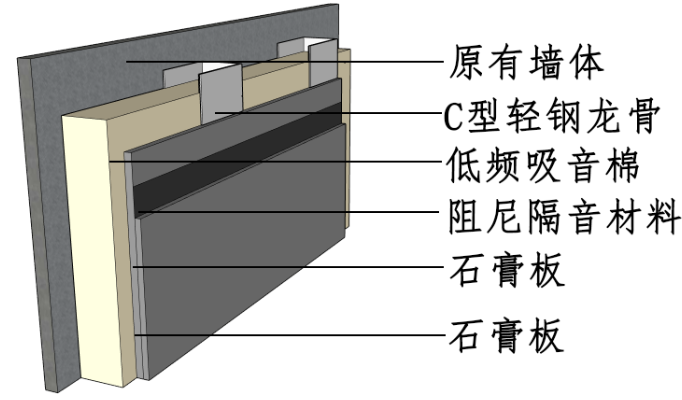 原有墙体
C型轻钢龙骨
低频吸音棉
阻尼隔音材料
石膏板
石膏板